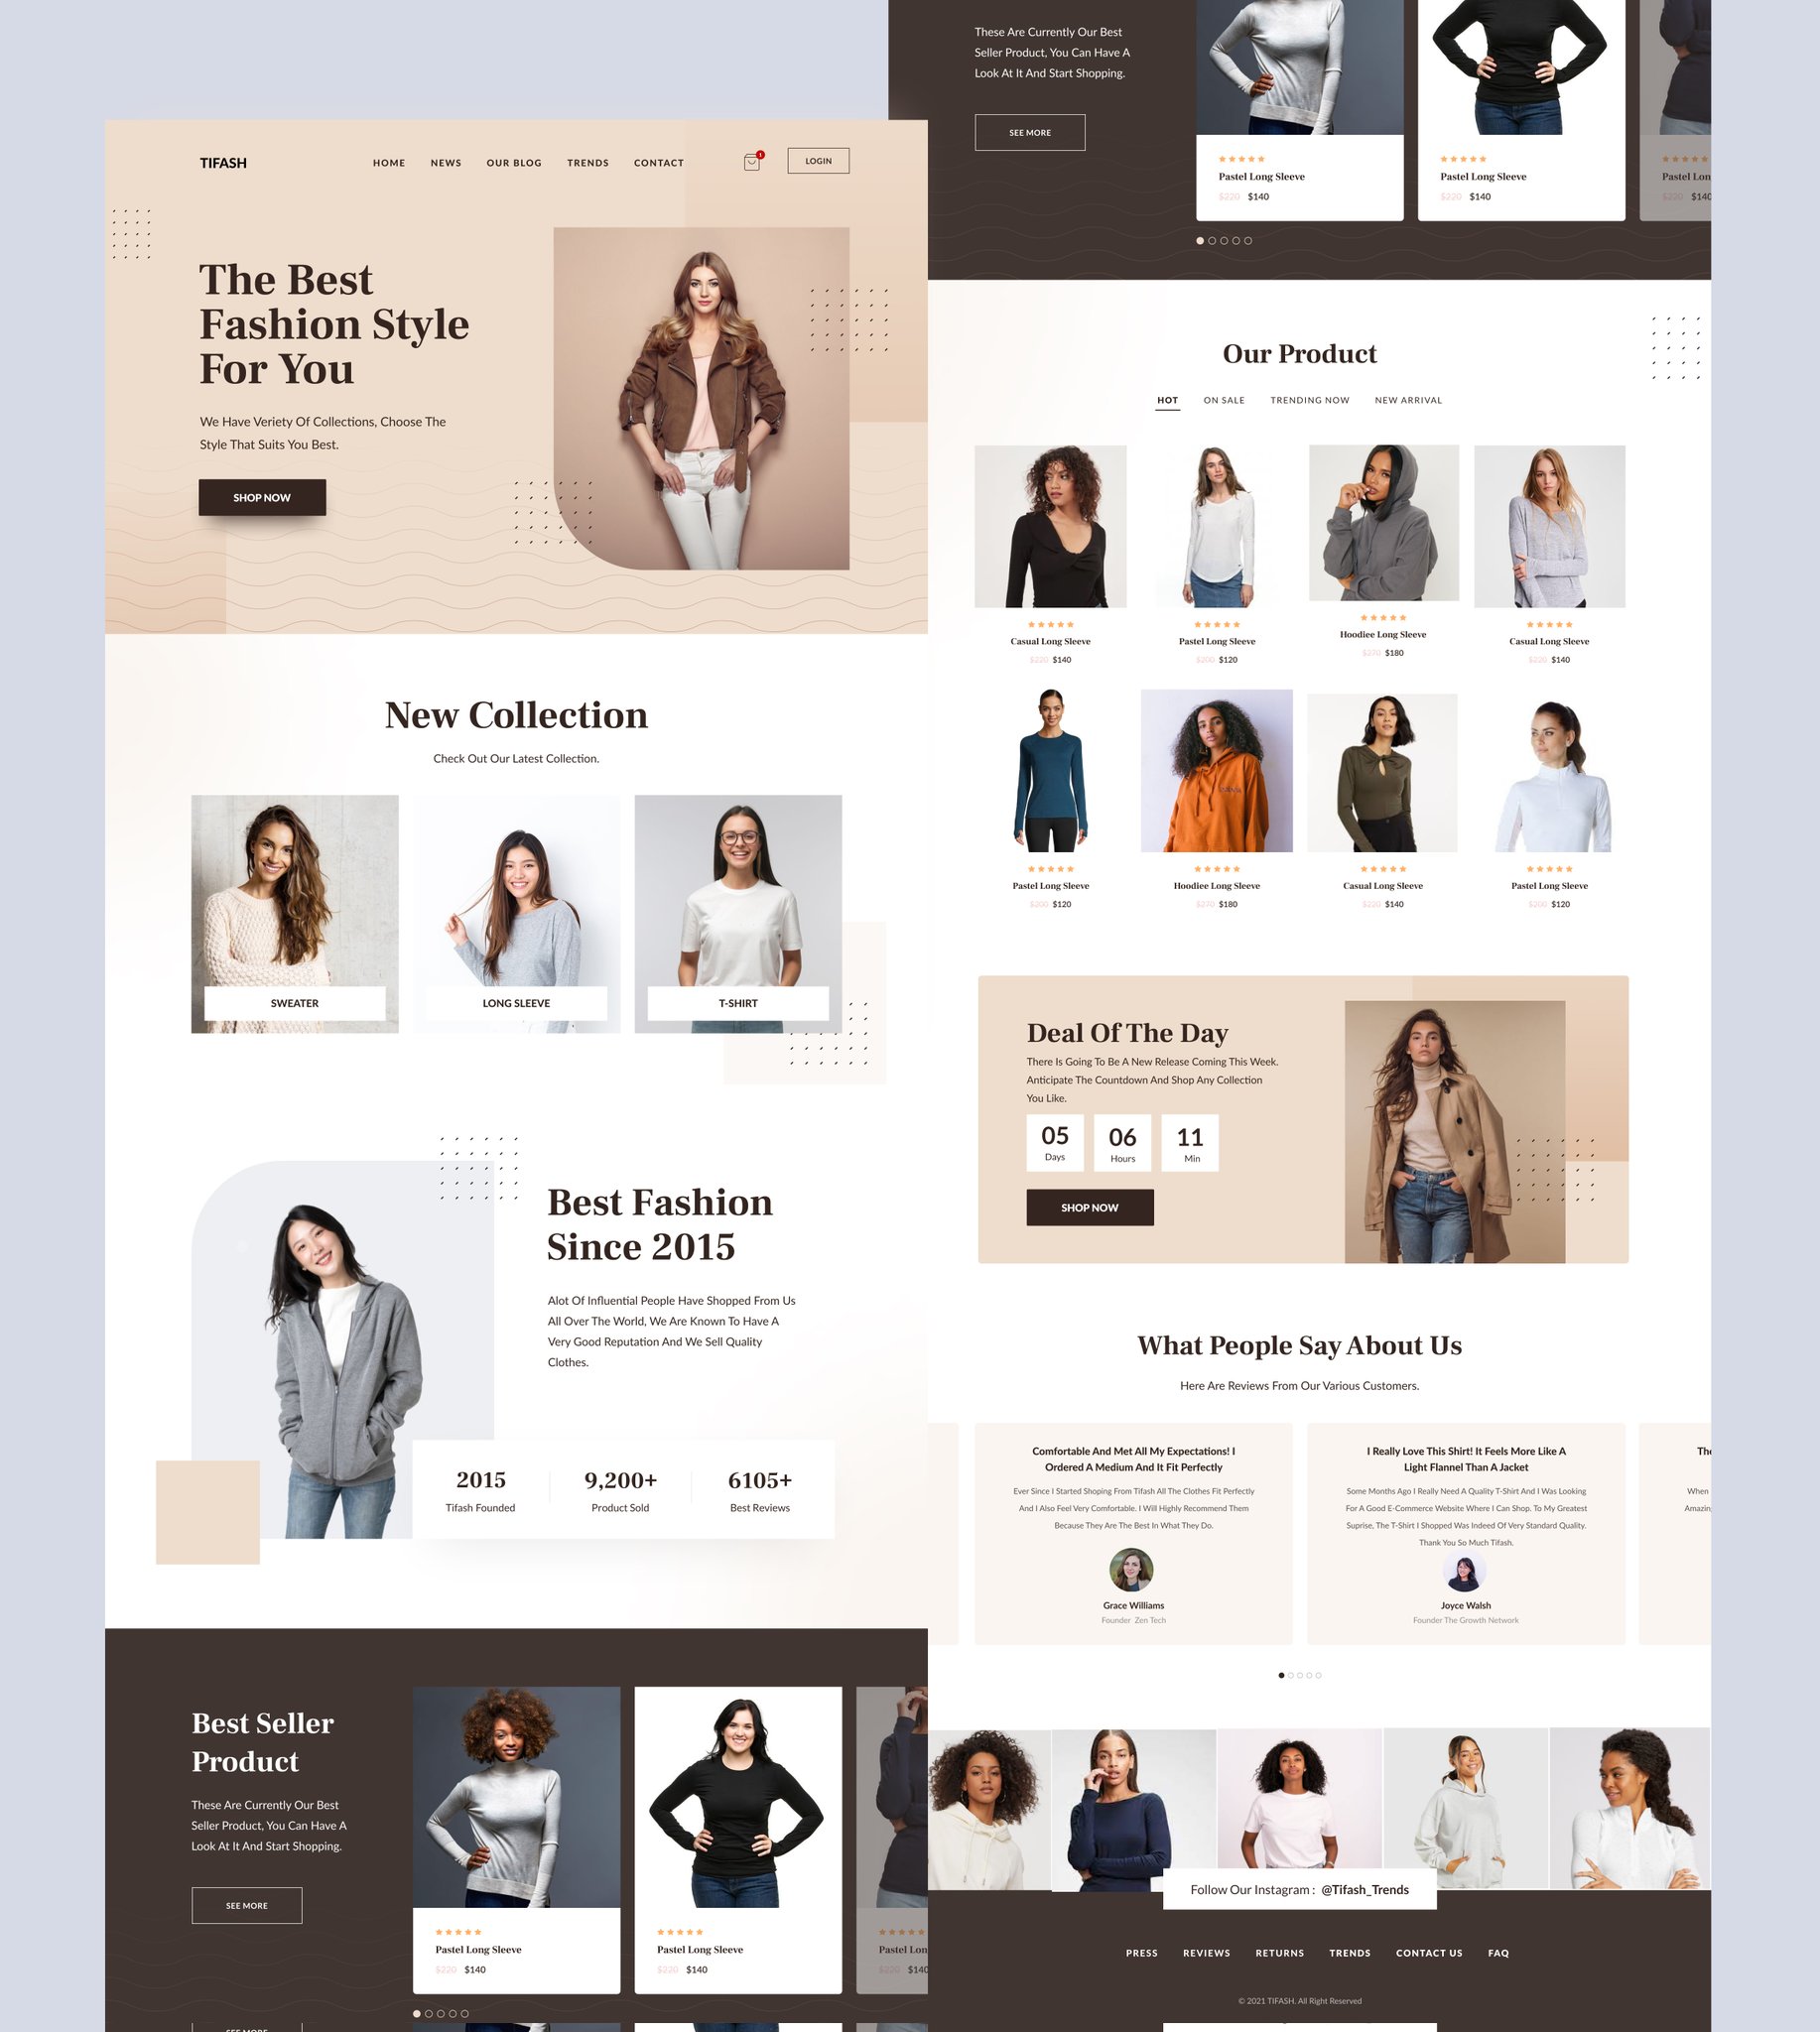 TIFASH
HOME NEWS OUR BLOG TRENDS CONTACT
1
LOGIN
The Best
Fashion Style
For You
We Have Veriety Of Collections, Choose The
Style That Suits You Best.
SHOP NOW
New Collection
Check Out Our Latest Collection.
SWEATER
LONG SLEEVE
T-SHIRT
Best Fashion
Since 2015
Alot Of Influential People Have Shopped From Us
All Over The World, We Are Known To Have A
Very Good Reputation And We Sell Quality
Clothes.
2015
Tifash Founded
9,200+
Product Sold
6105+
Best Reviews
Best Seller
Product
These Are Currently Our Best
Seller Product, You Can Have A
Look At It And Start Shopping.
SEE MORE
Pastel Long Sleeve
$220 $140
Pastel Long Sleeve
$220 $140
Pastel Lon
$220 $140
SEE MORE
These Are Currently Our Best
Seller Product, You Can Have A
Look At It And Start Shopping.
SEE MORE
Pastel Long Sleeve
$220 $140
Pastel Long Sleeve
$220 $140
Pastel Lon
$220 $140
Our Product
HOT ON SALE TRENDING NOW NEW ARRIVAL
Casual Long Sleeve
$220 $140
Pastel Long Sleeve
$200 $120
Hoodiee Long Sleeve
$270 $180
Casual Long Sleeve
$220 $140
Pastel Long Sleeve
$200 $120
Hoodiee Long Sleeve
$270 $180
Casual Long Sleeve
$220 $140
Pastel Long Sleeve
$200 $120
Deal Of The Day
There Is Going To Be A New Release Coming This Week.
Anticipate The Countdown And Shop Any Collection
You Like.
05
Days
06
Hours
11
Min
SHOP NOW
What People Say About Us
Here Are Reviews From Our Various Customers.
Comfortable And Met All My Expectations! I
Ordered A Medium And It Fit Perfectly
Ever Since I Started Shoping From Tifash All The Clothes Fit Perfectly
And I Also Feel Very Comfortable. I Will Highly Recommend Them
Because They Are The Best In What They Do.
Grace Williams
Founder Zen Tech
I Really Love This Shirt! It Feels More Like A
Light Flannel Than A Jacket
Some Months Ago I Really Need A Quality T-Shirt And I Was Looking
For A Good E-Commerce Website Where I Can Shop. To My Greatest
Suprise, The T-Shirt I Shopped Was Indeed Of Very Standard Quality.
Thank You So Much Tifash.
Joyce Walsh
Founder The Growth Network
The
When
Amazing
Follow Our Instagram : @Tifash_Trends
PRESS REVIEWS RETURNS TRENDS CONTACT US FAQ
© 2021 TIFASH. All Right Reserved